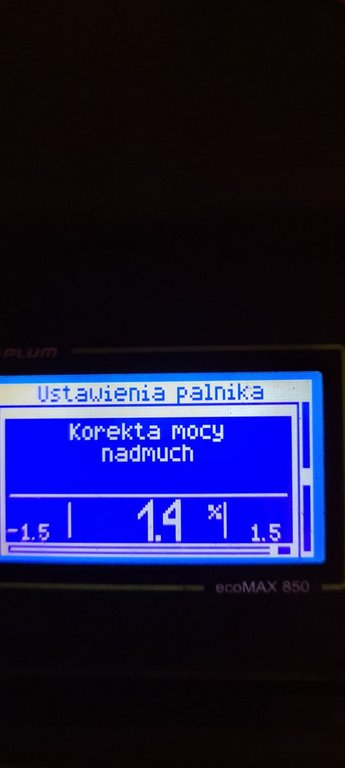 PLUM
Ustawienia palnika
Korekta mocy
nadmuch
-1.5 1.4 % 1.5
ecoMAX 850